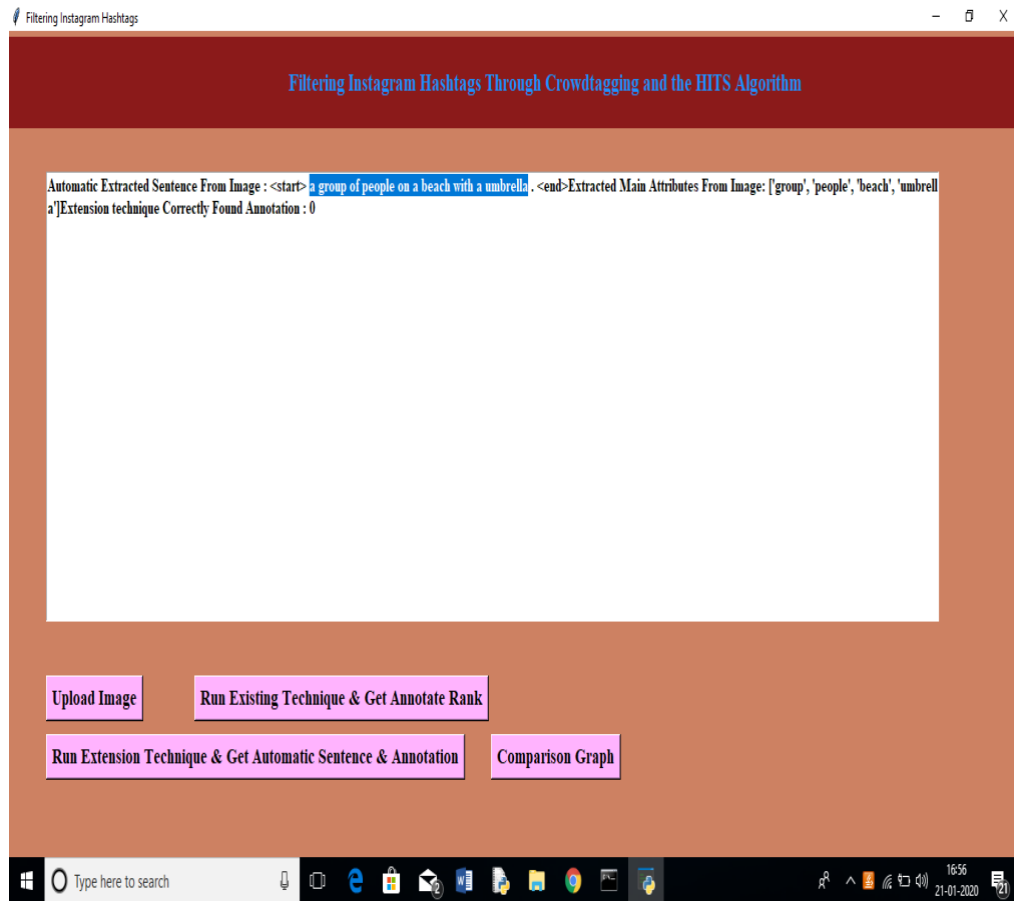 Filtering Instagram Hashtags
Filtering Instagram Hashtags Through Crowdtagging and the HITS Algorithm
Automatic Extracted Sentence From Image : <start> a group of people on a beach with a umbrella . <end>Extracted Main Attributes From Image: ['group', 'people', 'beach', 'umbrell
a']Extension technique Correctly Found Annotation : 0
Upload Image
Run Existing Technique & Get Annotate Rank
Run Extension Technique & Get Automatic Sentence & Annotation
Comparison Graph
Type here to search
2
16:56
21-01-2020
21